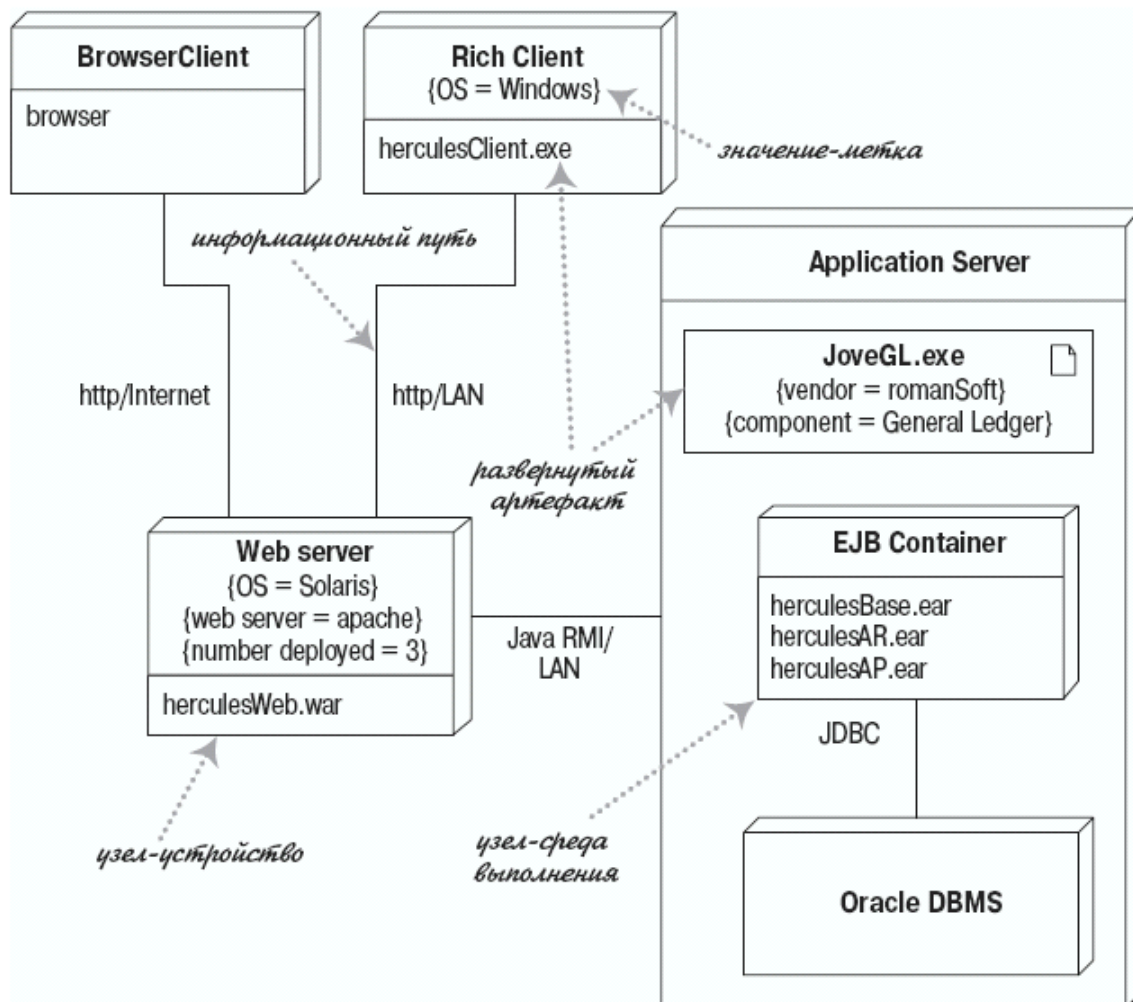 BrowserClient
browser
Rich Client
{OS = Windows}
herculesClient.exe
значение-метка
информационный путь
http/Internet
http/LAN
развернутый
артефакт
Application Server
JoveGL.exe
{vendor = romanSoft}
{component = General Ledger}
Web server
{OS = Solaris}
{web server = apache}
{number deployed = 3}
herculesWeb.war
Java RMI/
LAN
EJB Container
herculesBase.ear
herculesAR.ear
herculesAP.ear
JDBC
узел-устройство
узел-среда
выполнения
Oracle DBMS